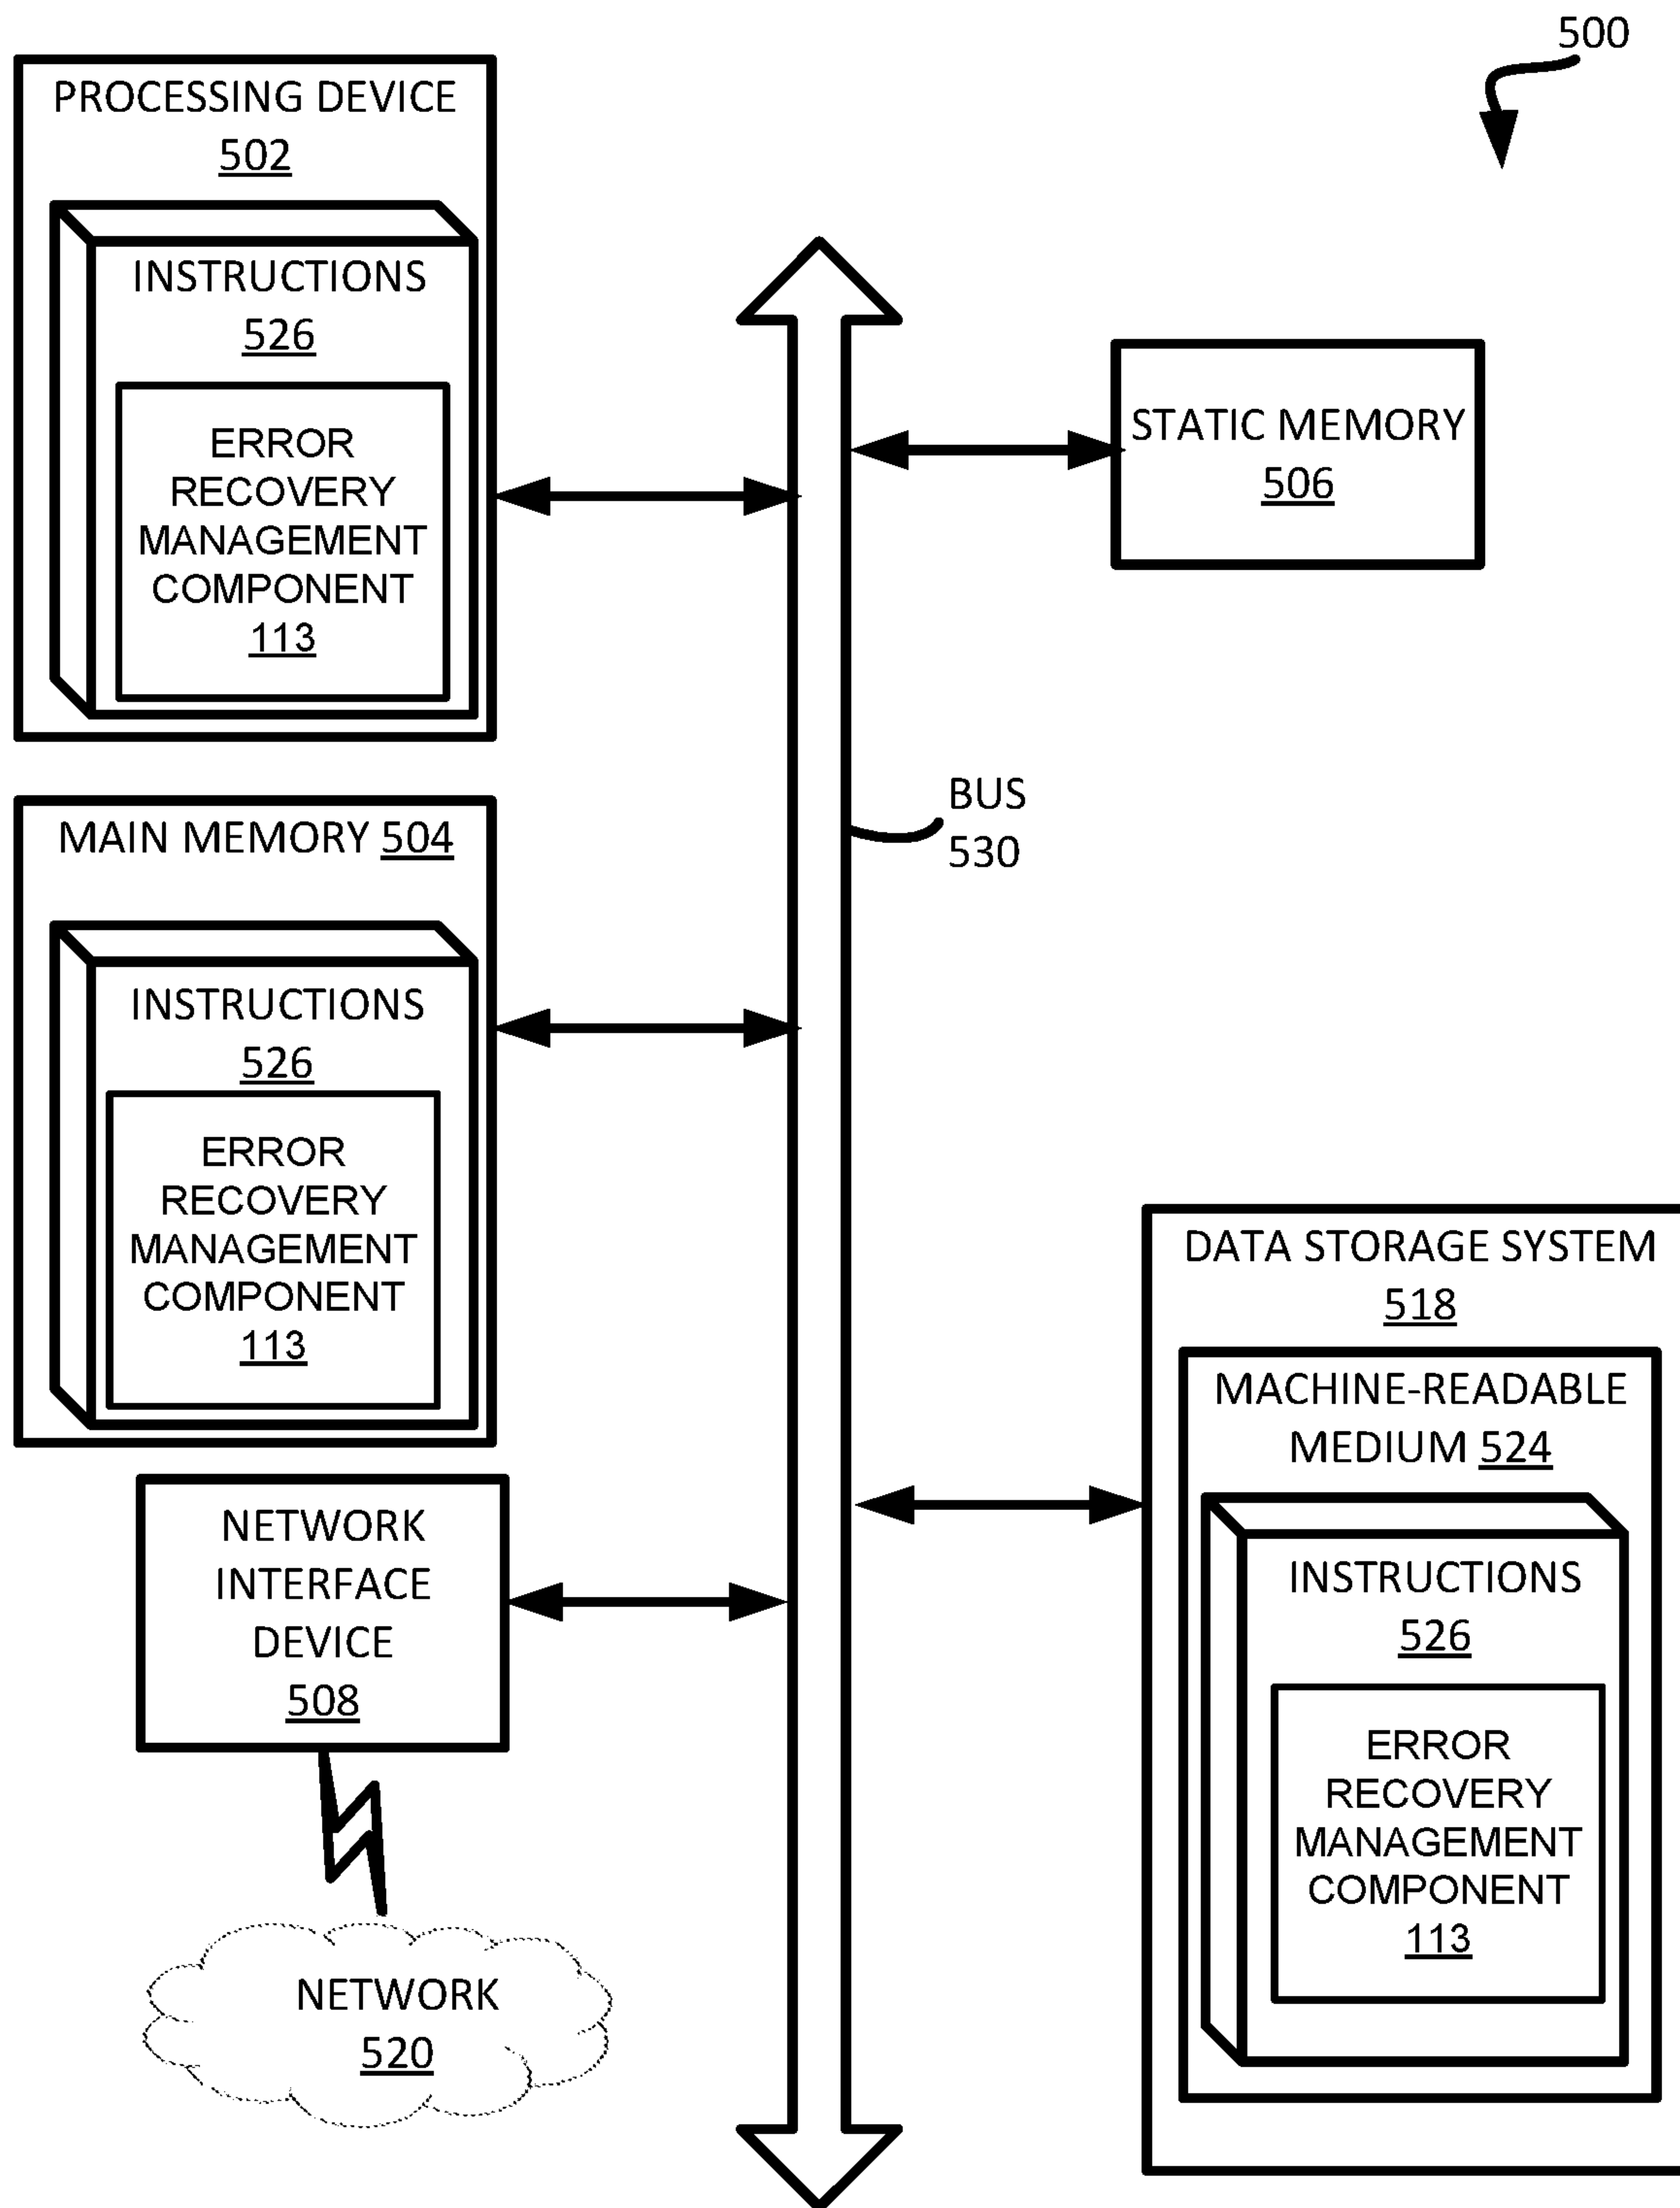 500
PROCESSING DEVICE
502
INSTRUCTIONS
526
ERROR
RECOVERY
MANAGEMENT
COMPONENT
113
STATIC MEMORY
506
BUS
530
MAIN MEMORY 504
INSTRUCTIONS
526
ERROR
RECOVERY
MANAGEMENT
COMPONENT
113
DATA STORAGE SYSTEM
518
MACHINE-READABLE
MEDIUM 524
INSTRUCTIONS
526
ERROR
RECOVERY
MANAGEMENT
COMPONENT
113
NETWORK
INTERFACE
DEVICE
508
NETWORK
520